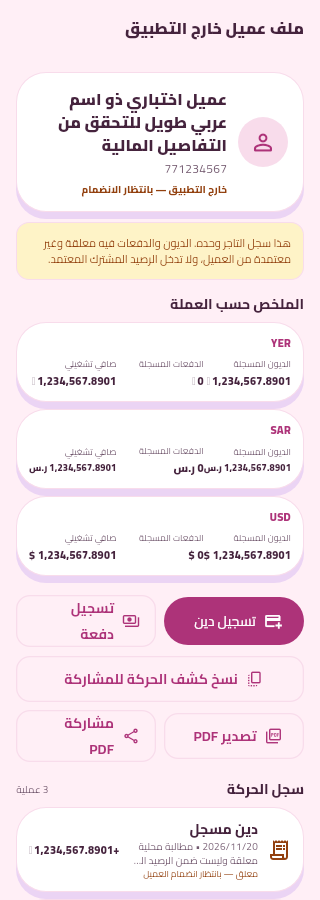 ملف عميل خارج التطبيق
عميل اختباري ذو اسم
عربي طويل للتحقق من
التفاصيل المالية
771234567
خارج التطبيق — بانتظار الانضمام
هذا سجل التاجر وحده. الديون والدفعات فيه معلقة وغير
معتمدة من العميل، ولا تدخل الرصيد المشترك المعتمد.
الملخص حسب العملة
YER
الديون المسجلة الدفعات المسجلة صافي تشغيلي
1,234,567.8901 0 1,234,567.8901
SAR
الديون المسجلة الدفعات المسجلة صافي تشغيلي
1,234,567.8901 ر.س 0 ر.س 1,234,567.8901 ر.س
USD
الديون المسجلة الدفعات المسجلة صافي تشغيلي
1,234,567.8901 $ 0 $ 1,234,567.8901 $
تسجيل دين
تسجيل
دفعة
نسخ كشف الحركة للمشاركة
تصدير PDF
مشاركة
PDF
سجل الحركة 3 عملية
دين مسجل
2026/11/20 • مطالبة محلية
معلقة وليست ضمن الرصيد الـ...
معلق — بانتظار انضمام العميل
+1,234,567.8901